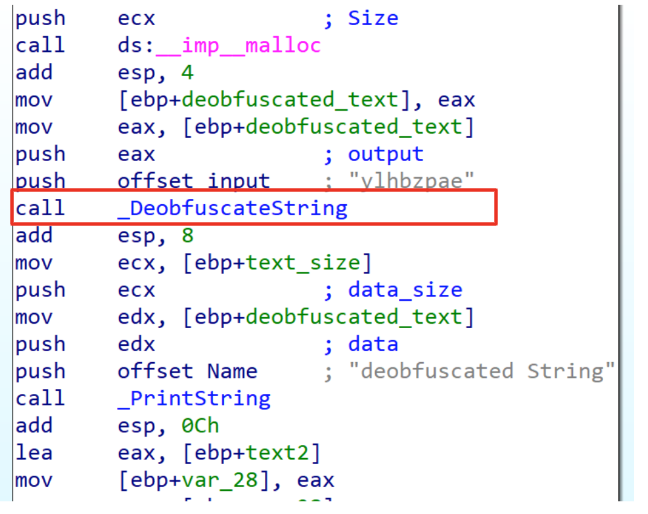 push ecx ; Size
call ds:__imp__malloc
add esp, 4
mov [ebp+deobfuscated_text], eax
mov eax, [ebp+deobfuscated_text]
push eax ; output
push offset input ; "ylhbzpae"
call _DeobfuscateString
add esp, 8
mov ecx, [ebp+text_size]
push ecx ; data_size
mov edx, [ebp+deobfuscated_text]
push edx ; data
push offset Name ; "deobfuscated String"
call _PrintString
add esp, 0Ch
lea eax, [ebp+text2]
mov [ebp+var_28], eax